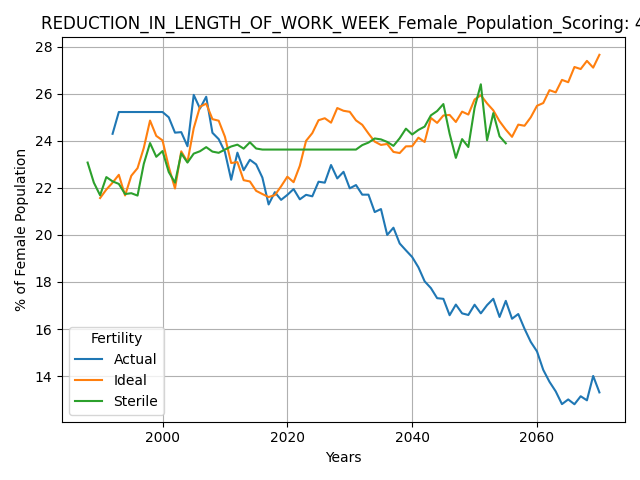 REDUCTION_IN_LENGTH_OF_WORK_WEEK_Female_Population_Scoring: 4
% of Female Population
28
26
24
22
20
18
16
14
Fertility
Actual
Ideal
Sterile
2000 2020 2040 2060
Years